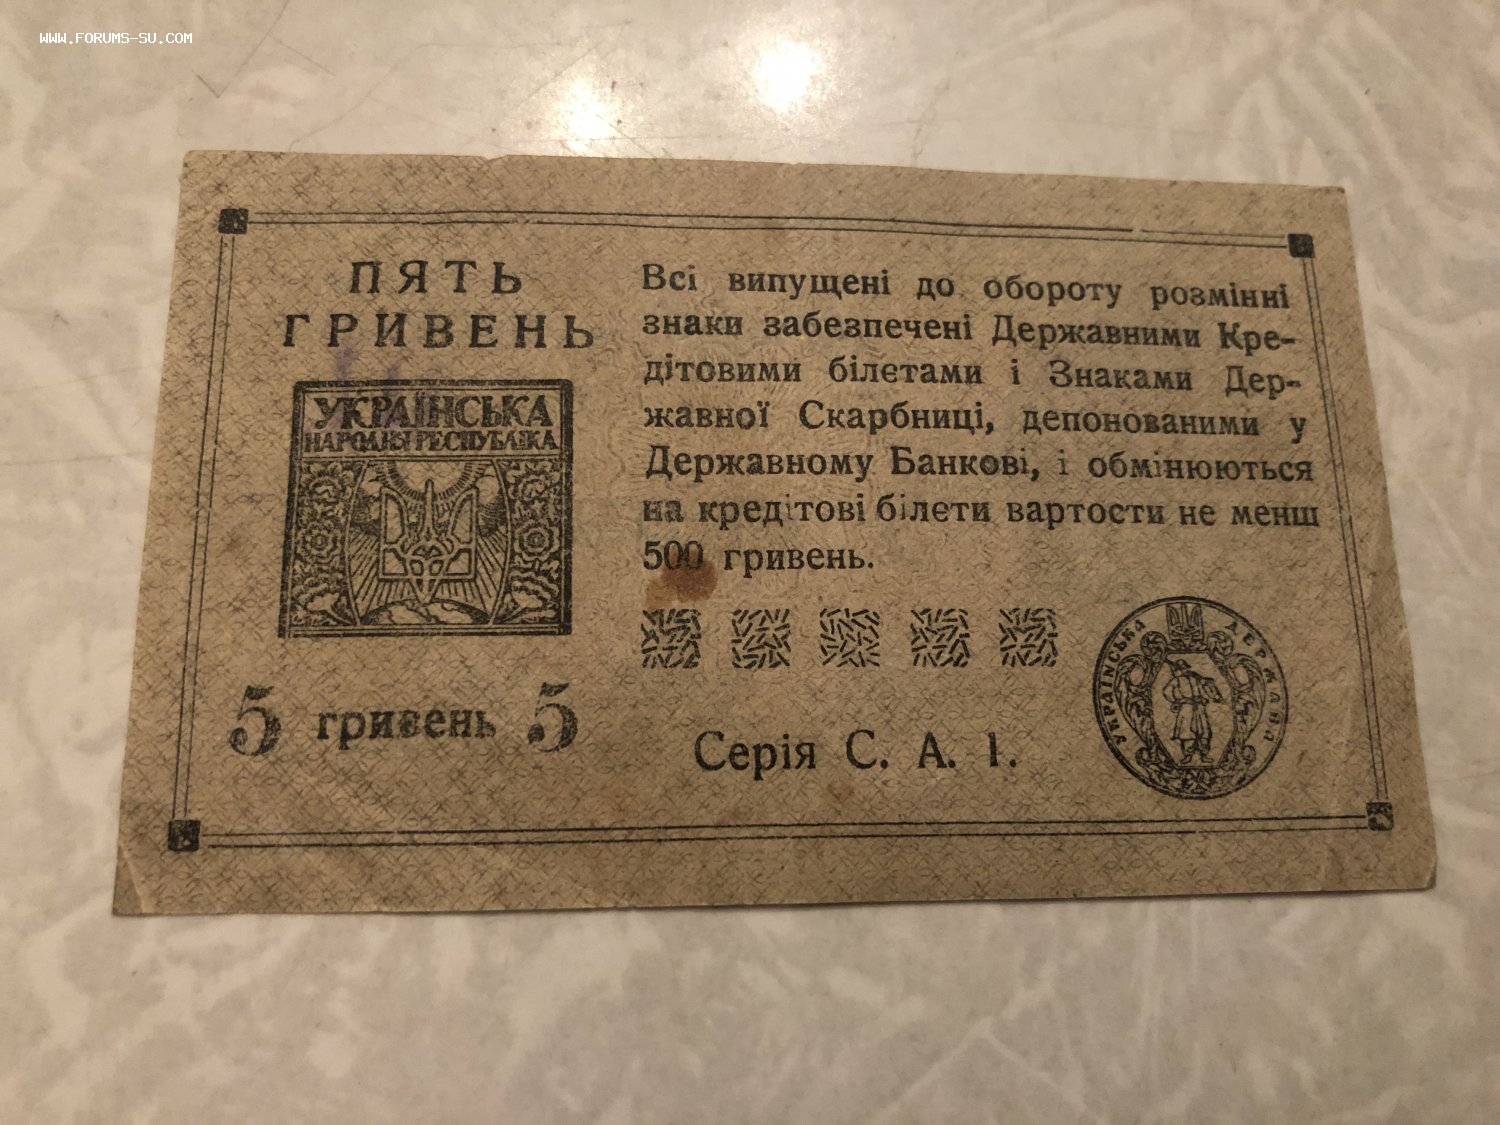 WWW.FORUMS-SU.COM
ПЯТЬ
ГРИВЕНЬ
УКРАЇНСЬКА
НАРОДНЯ РЕСПУБЛІКА
5 гривень 5
Всі випущені до обороту розмінні
знаки забезпечені Державними Кре-
дітовими білетами і Знаками Дер-
жавної Скарбниці, депонованими у
Державному Банкові, і обмінюються
на кредітові білети вартости не менш
500 гривень.
Серія С. А. 1.
УКРАЇНСЬКА ДЕРЖАВА